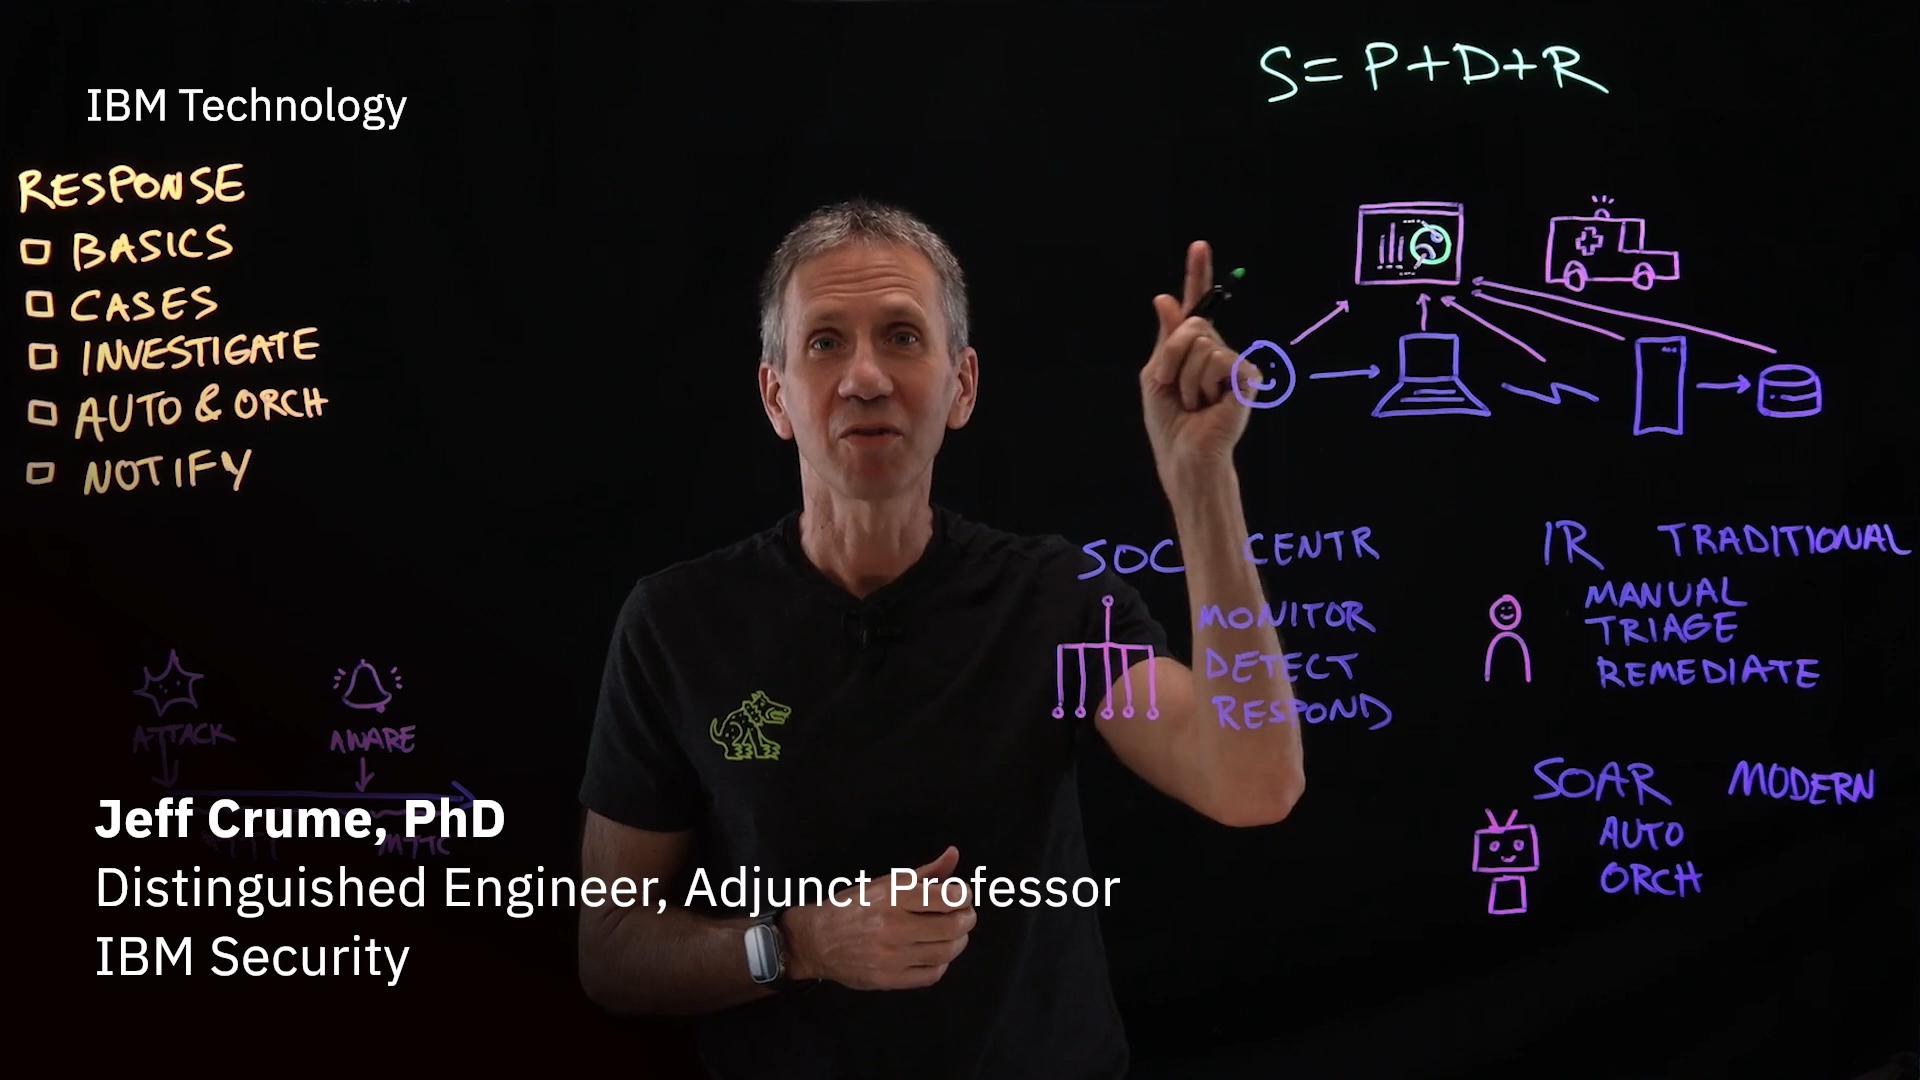 IBM Technology
S= P+D+R
RESPONSE
BASICS
CASES
INVESTIGATE
AUTO & ORCH
NOTIFY
SOC CENTR
MONITOR
DETECT
RESPOND
IR TRADITIONAL
MANUAL
TRIAGE
REMEDIATE
SOAR MODERN
AUTO
ORCH
ATTACK
AWARE
Jeff Crume, PhD
Distinguished Engineer, Adjunct Professor
IBM Security